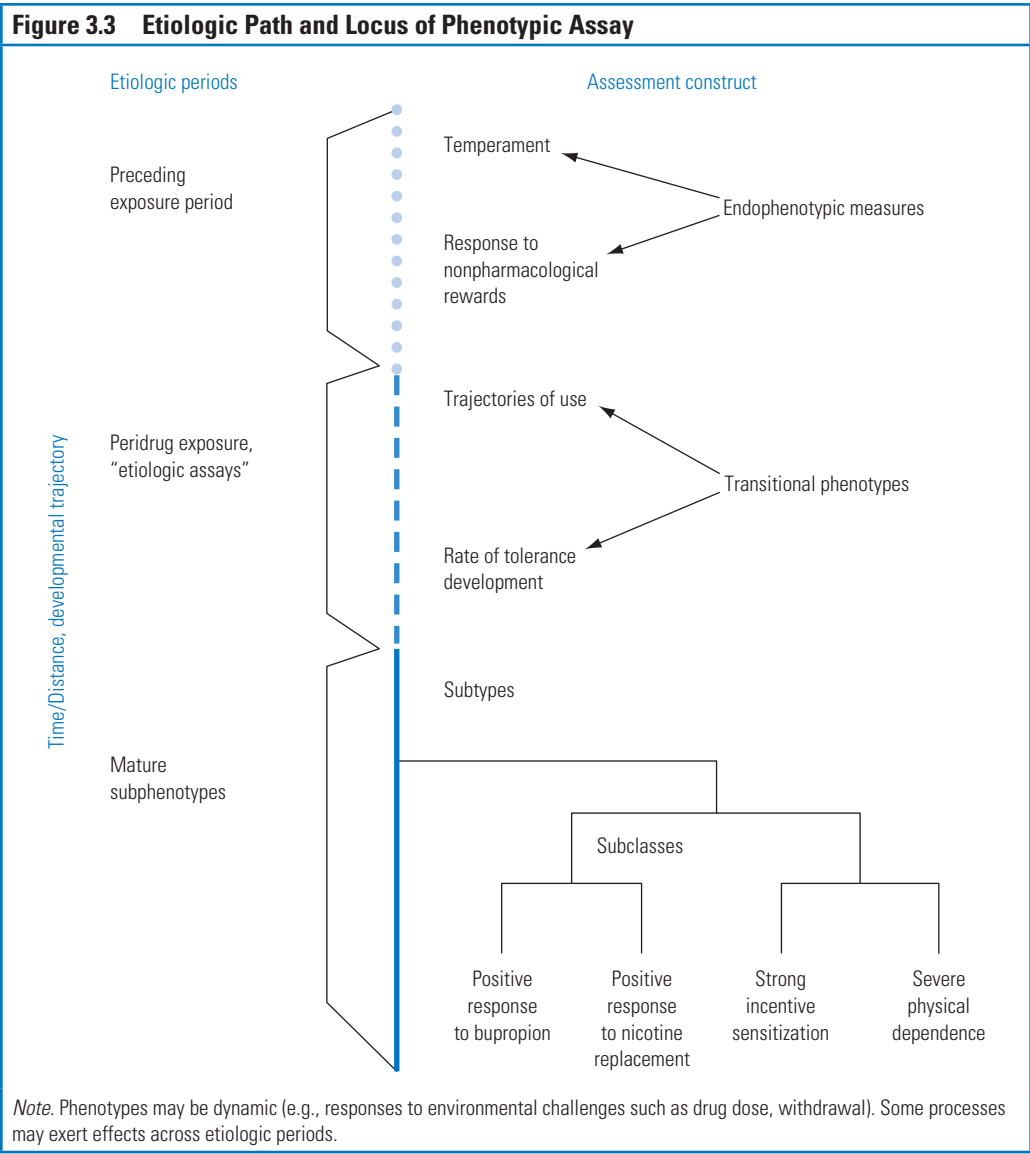 Figure 3.3 Etiologic Path and Locus of Phenotypic Assay
Etiologic periods
Assessment construct
Time/Distance, developmental trajectory
Preceding
exposure period
Temperament
Endophenotypic measures
Response to
nonpharmacological
rewards
Peridrug exposure,
“etiologic assays”
Trajectories of use
Transitional phenotypes
Rate of tolerance
development
Mature
subphenotypes
Subtypes
Subclasses
Positive
response
to bupropion
Positive
response
to nicotine
replacement
Strong
incentive
sensitization
Severe
physical
dependence
Note. Phenotypes may be dynamic (e.g., responses to environmental challenges such as drug dose, withdrawal). Some processes
may exert effects across etiologic periods.